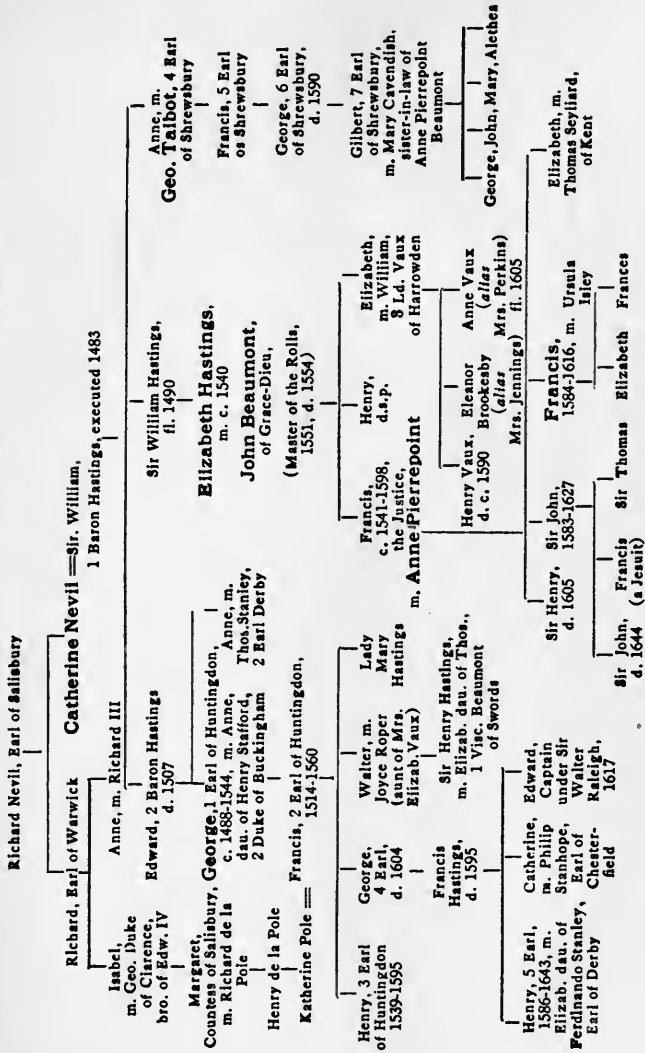 Richard Nevil, Earl of Salisbury
Richard, Earl of Warwick
Catherine Nevil = Sir. William,
1 Baron Hastings, executed 1483
Isabel,
m. Geo. Duke
of Clarence,
bro. of Edw. IV
Anne, m. Richard III
Edward, 2 Baron Hastings
d. 1507
Sir William Hastings,
fl. 1490
Anne, m.
Geo. Talbot, 4 Earl
of Shrewsbury
Margaret,
Countess of Salisbury,
m. Richard de la
Pole
George, 1 Earl of Huntingdon,
c. 1488-1544, m. Anne,
dau. of Henry Stafford,
2 Duke of Buckingham
Anne, m.
Thos. Stanley,
2 Earl Derby
Elizabeth Hastings,
m. c. 1540
John Beaumont,
of Grace-Dieu,
(Master of the Rolls,
1551, d. 1554)
Francis, 5 Earl
os Shrewsbury
George, 6 Earl
of Shrewsbury,
d. 1590
Henry de la Pole
Katherine Pole =
Francis, 2 Earl of Huntingdon,
1514-1560
Francis,
c. 1541-1598,
the Justice,
m. Anne Pierrepoint
Henry,
d.s.p.
Elizabeth,
m. William,
3 Ld. Vaux
of Harrowden
Gilbert, 7 Earl
of Shrewsbury,
m. Mary Cavendish,
sister-in-law of
Anne Pierrepoint
Beaumont
George, John, Mary, Alethea
Henry, 3 Earl
of Huntingdon
1539-1595
George,
4 Earl,
d. 1604
Walter, m.
Joyce Roper
(aunt of Mrs.
Elizab. Vaux)
Lady
Mary
Hastings
Henry Vaux,
d. c. 1590
Eleanor
Brookesby
(alias
Mrs. Jennings)
Anne Vaux
(alias
Mrs. Perkins)
fl. 1605
Francis
Hastings,
d. 1595
Sir Henry Hastings,
m. Elizab. dau. of Thos.,
1 Visc. Beaumont
of Swords
Sir Henry,
d. 1605
Sir John,
1583-1627
Francis,
1584-1616, m. Ursula
Isley
Elizabeth, m.
Thomas Seyliard,
of Kent
Henry, 5 Earl,
1586-1643, m.
Elizab. dau. of
Ferdinando Stanley,
Earl of Derby
Catherine,
m. Philip
Stanhope,
Earl of
Chester-
field
Edward,
Captain
under Sir
Walter
Raleigh,
1617
Sir John,
d. 1644
Francis
(a Jesuit)
Sir Thomas
Elizabeth
Frances